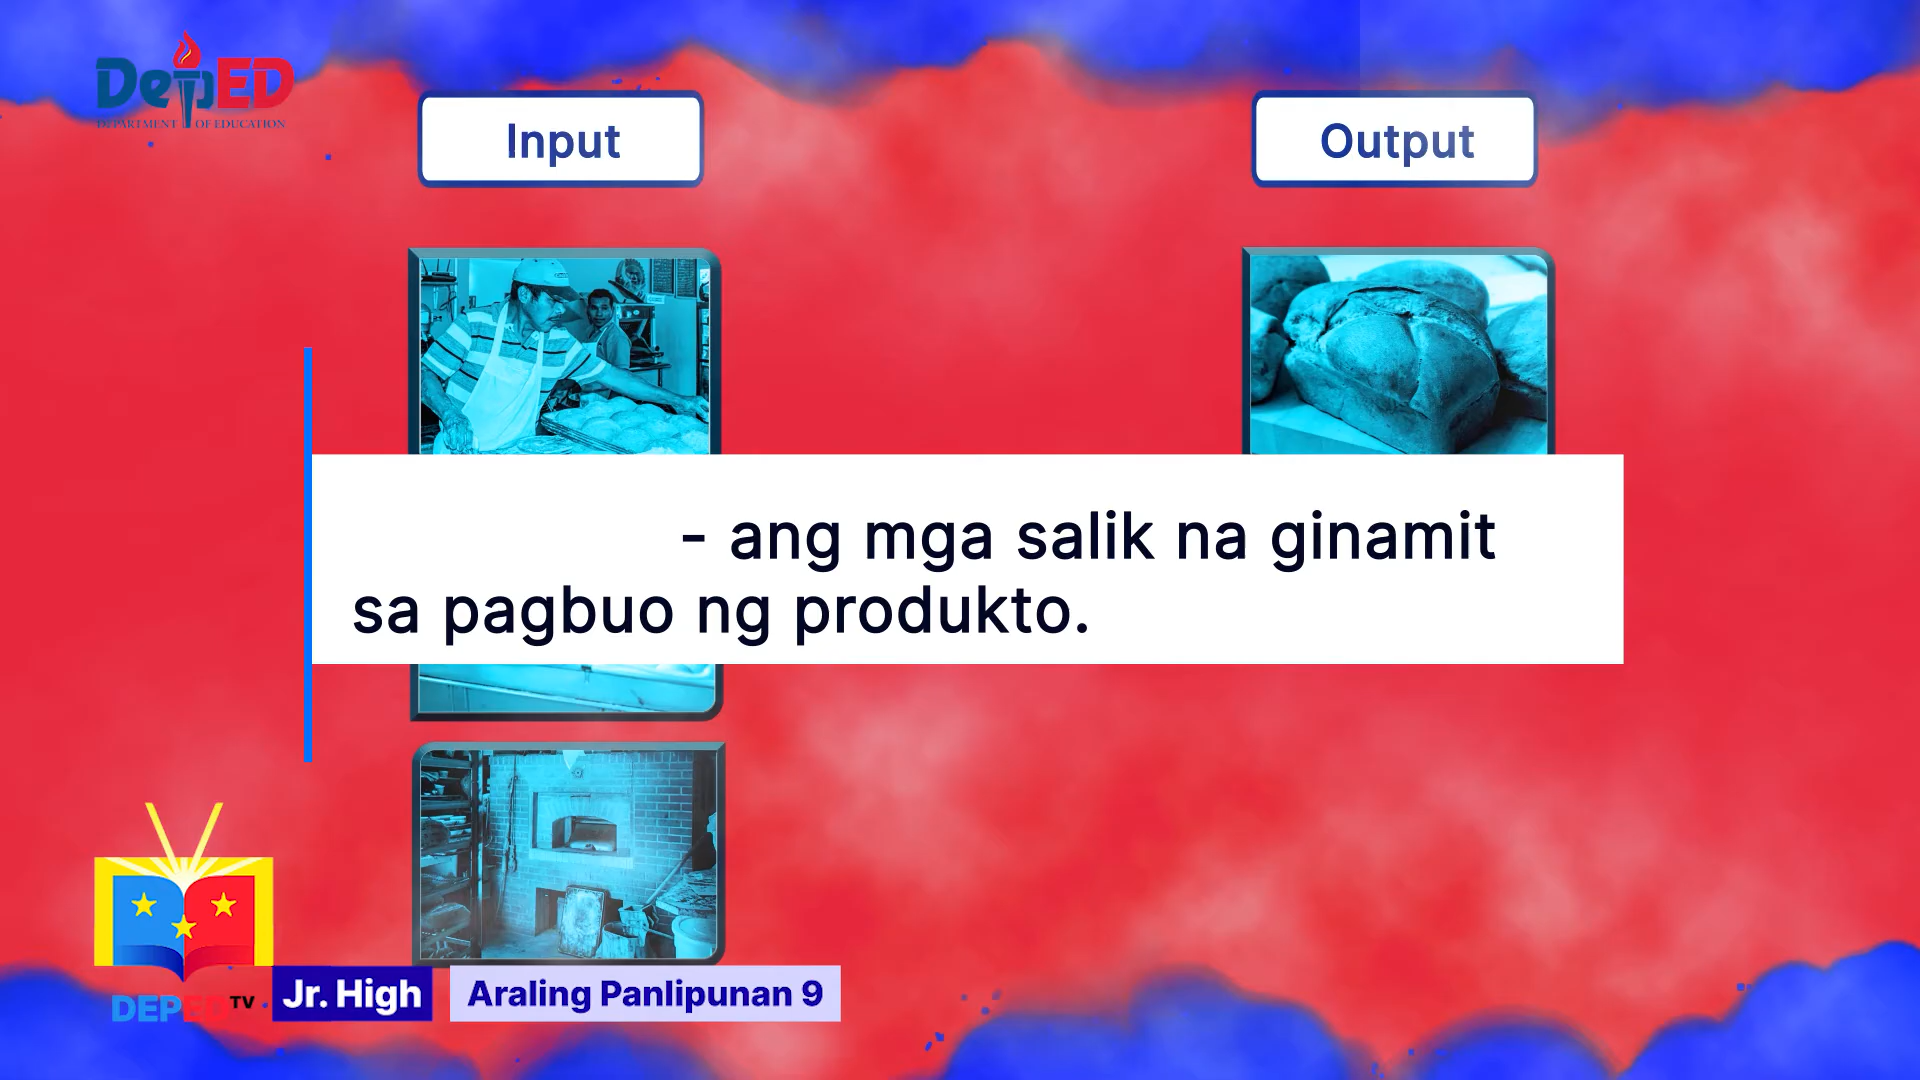 DepED
DEPARTMENT OF EDUCATION
Input
Output
- ang mga salik na ginamit
sa pagbuo ng produkto.
DEPED TV
Jr. High
Araling Panlipunan 9